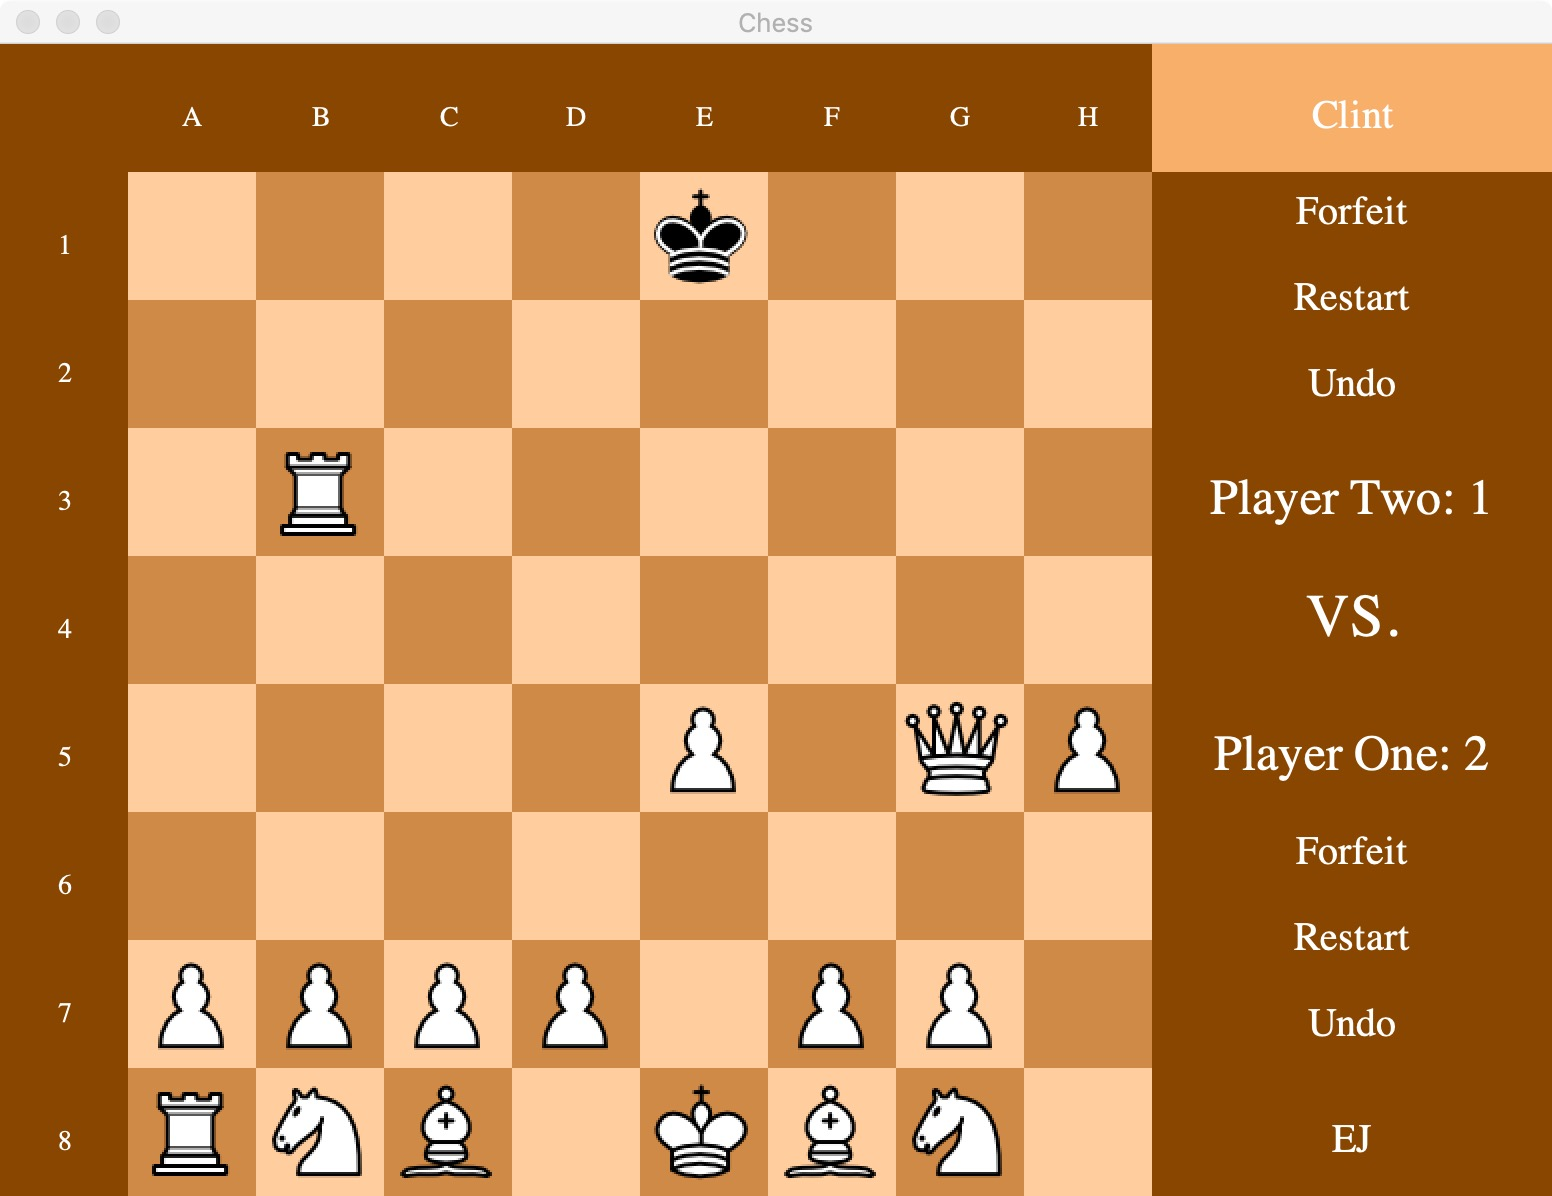 Chess
A B C D E F G H
Clint
1
Forfeit
Restart
2
Undo
3
Player Two: 1
4
VS.
5
Player One: 2
Forfeit
6
Restart
7
Undo
8
EJ